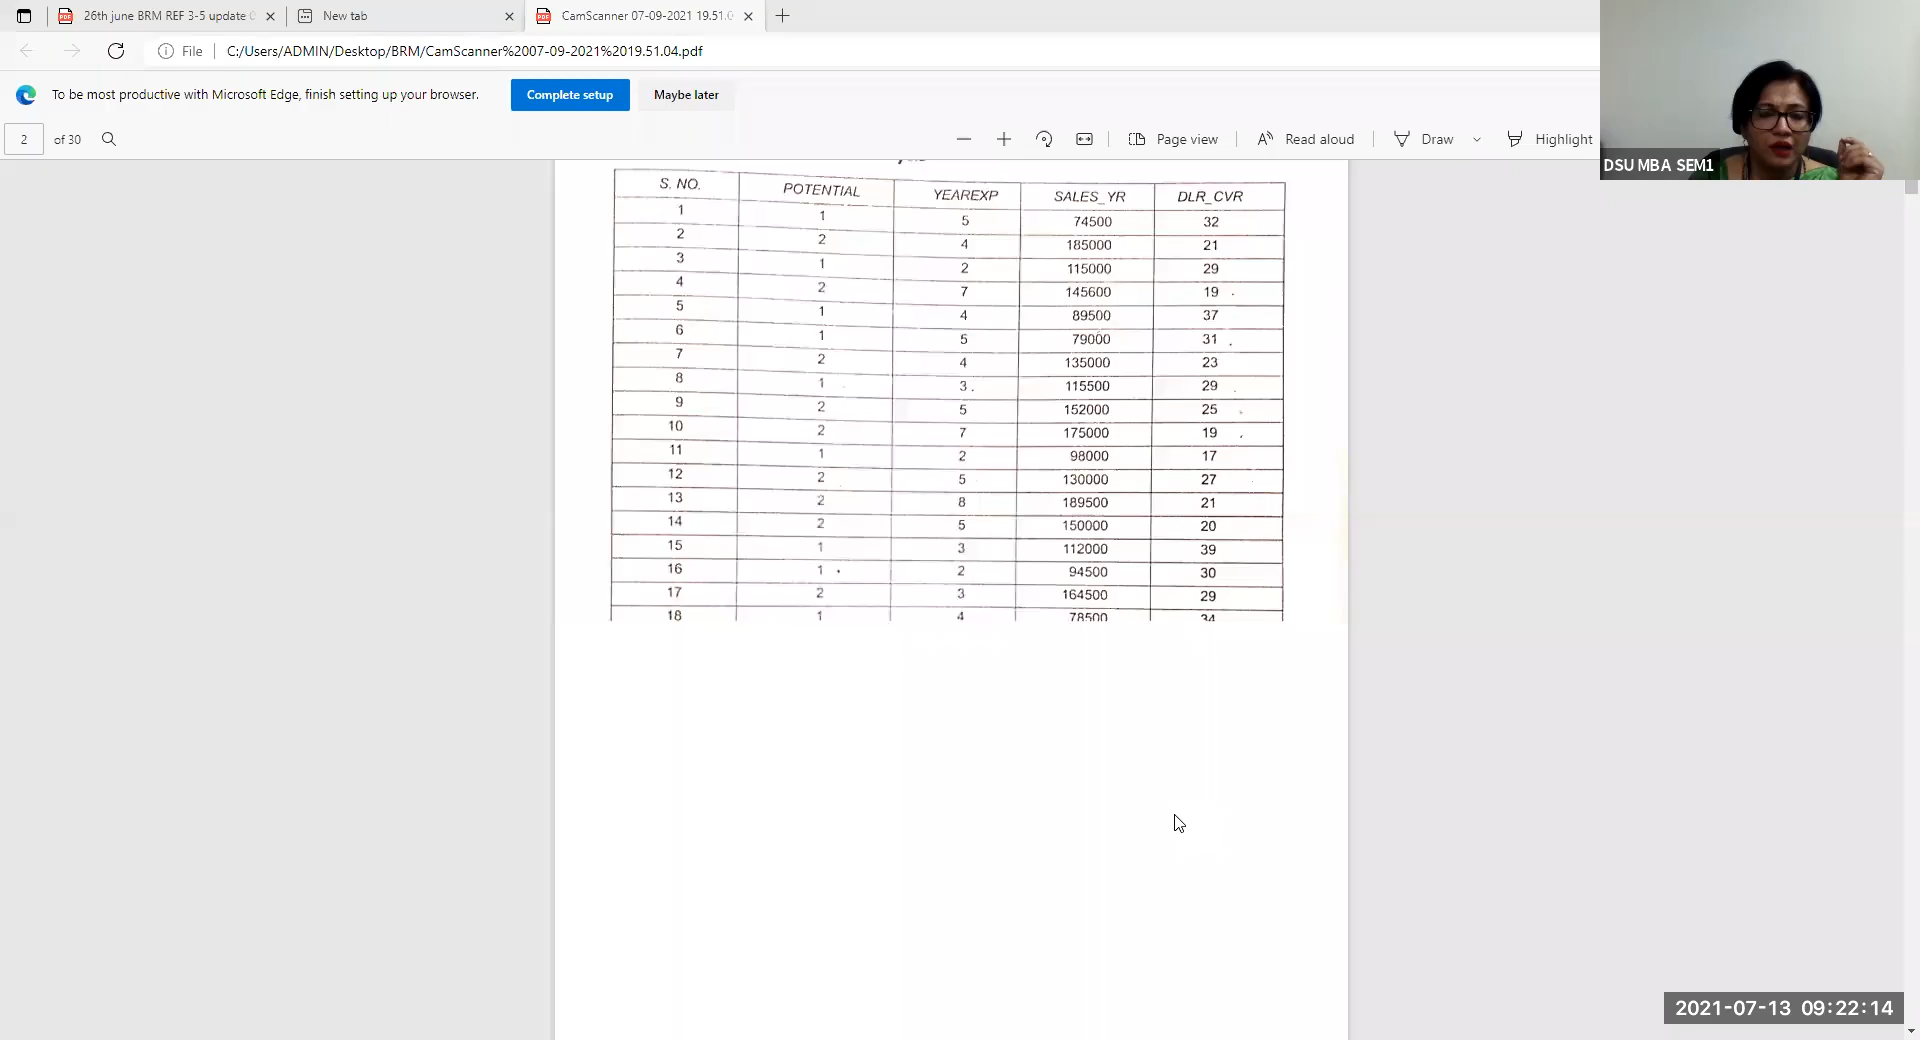 26th june BRM REF 3-5 update
New tab
CamScanner 07-09-2021 19.51.0
File
C:/Users/ADMIN/Desktop/BRM/CamScanner%2007-09-2021%2019.51.04.pdf
To be most productive with Microsoft Edge, finish setting up your browser.
Complete setup
Maybe later
2 of 30
Page view
Read aloud
Draw
Highlight
DSU MBA SEM1
S. NO. POTENTIAL YEAREXP SALES_YR DLR_CVR
1 1 5 74500 32
2 2 4 185000 21
3 1 2 115000 29
4 2 7 145600 19
5 1 4 89500 37
6 1 5 79000 31
7 2 4 135000 23
8 1 3 115500 29
9 2 5 152000 25
10 2 7 175000 19
11 1 2 98000 17
12 2 5 130000 27
13 2 8 189500 21
14 2 5 150000 20
15 1 3 112000 39
16 1 2 94500 30
17 2 3 164500 29
18 1 4 78500 34
2021-07-13 09:22:14